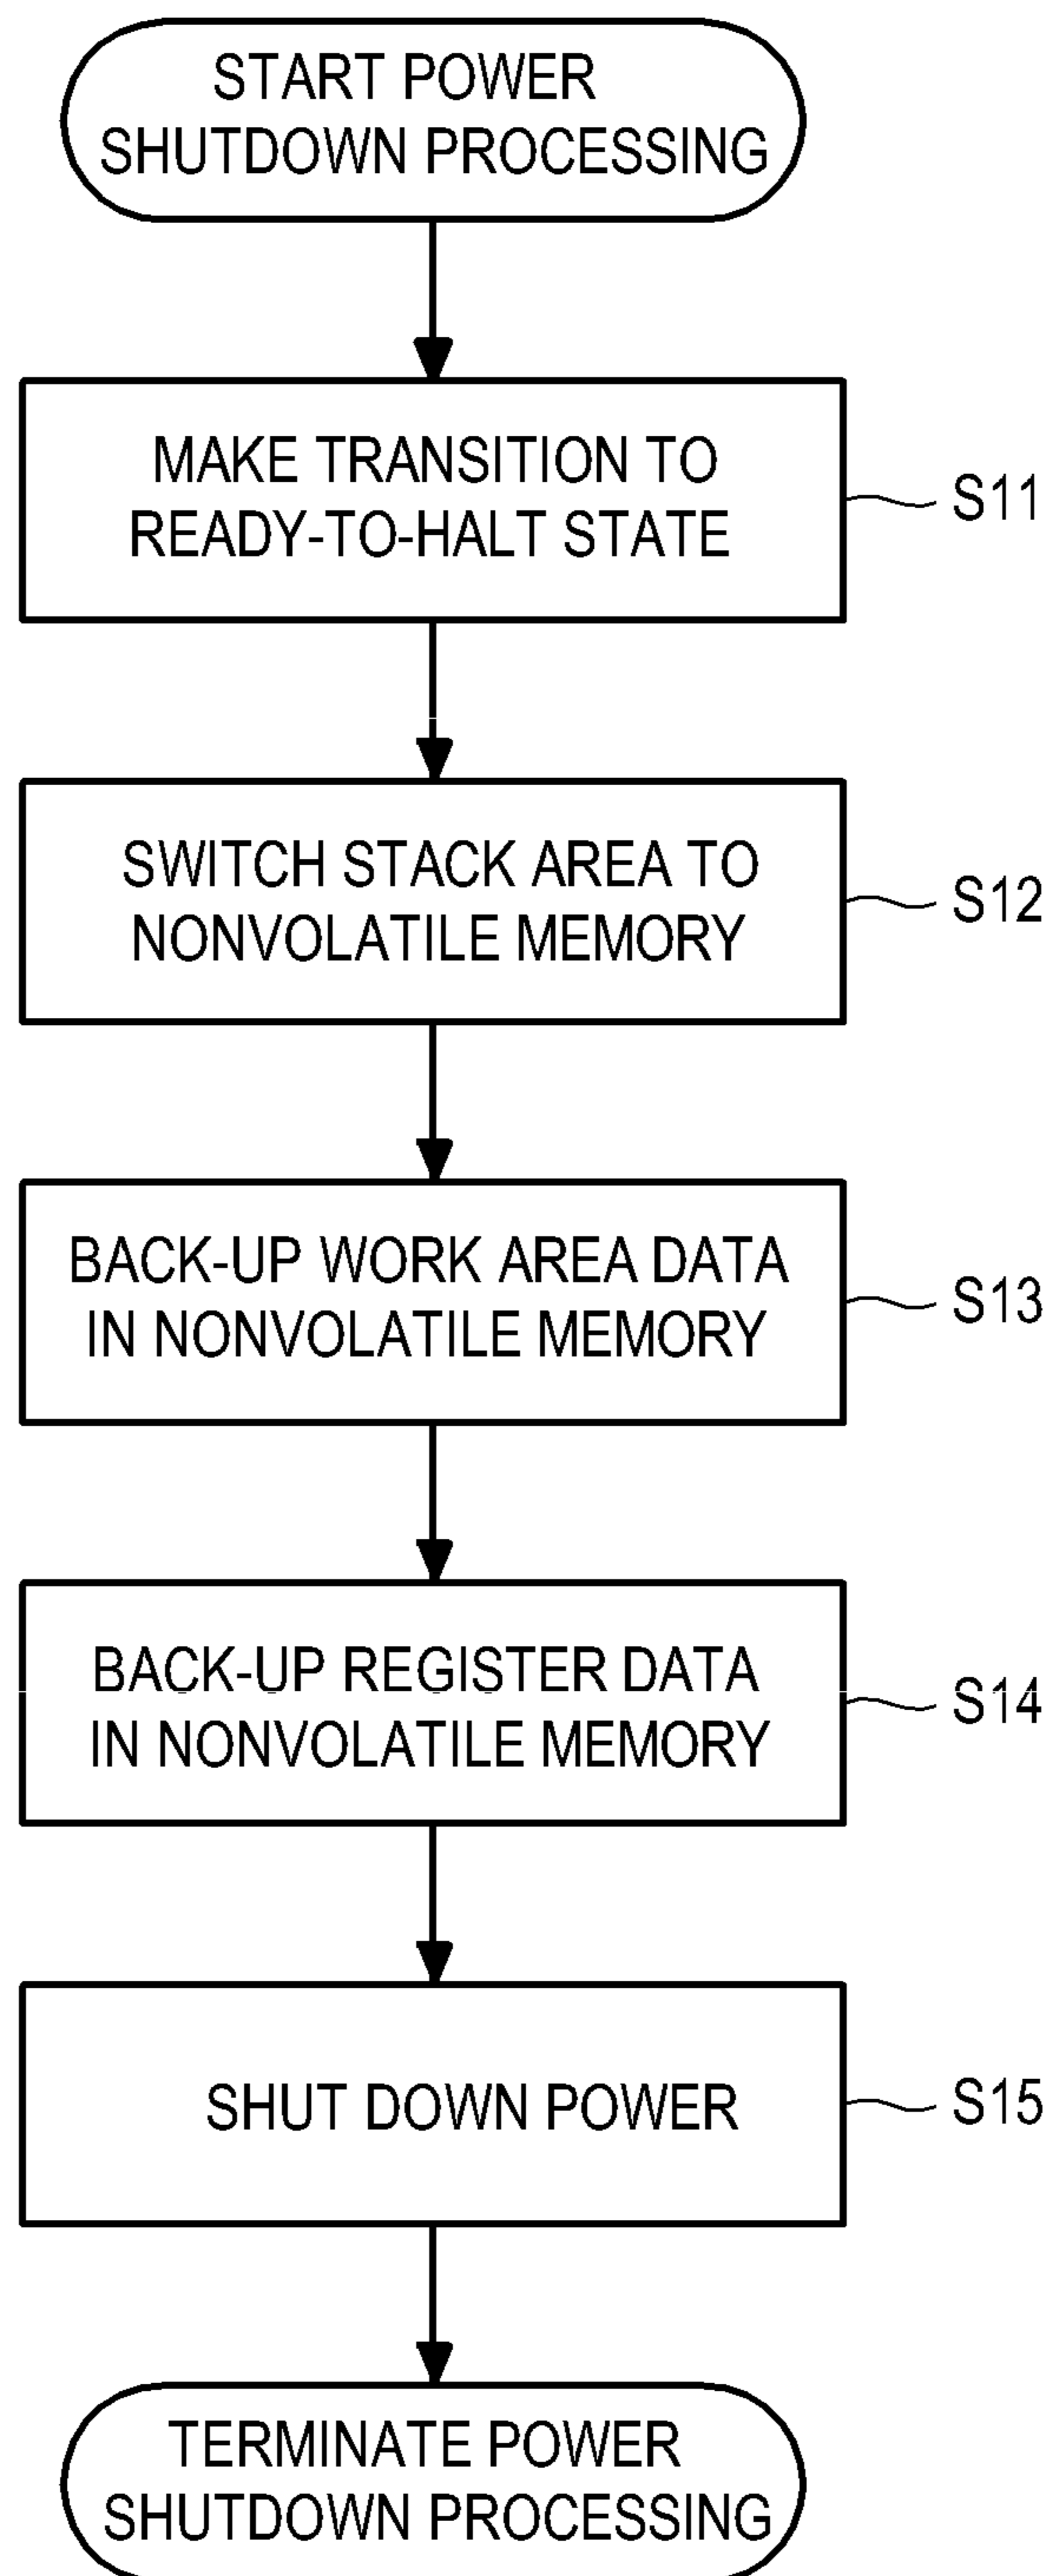 START POWER
SHUTDOWN PROCESSING
MAKE TRANSITION TO
READY-TO-HALT STATE
S11
SWITCH STACK AREA TO
NONVOLATILE MEMORY
S12
BACK-UP WORK AREA DATA
IN NONVOLATILE MEMORY
S13
BACK-UP REGISTER DATA
IN NONVOLATILE MEMORY
S14
SHUT DOWN POWER
S15
TERMINATE POWER
SHUTDOWN PROCESSING